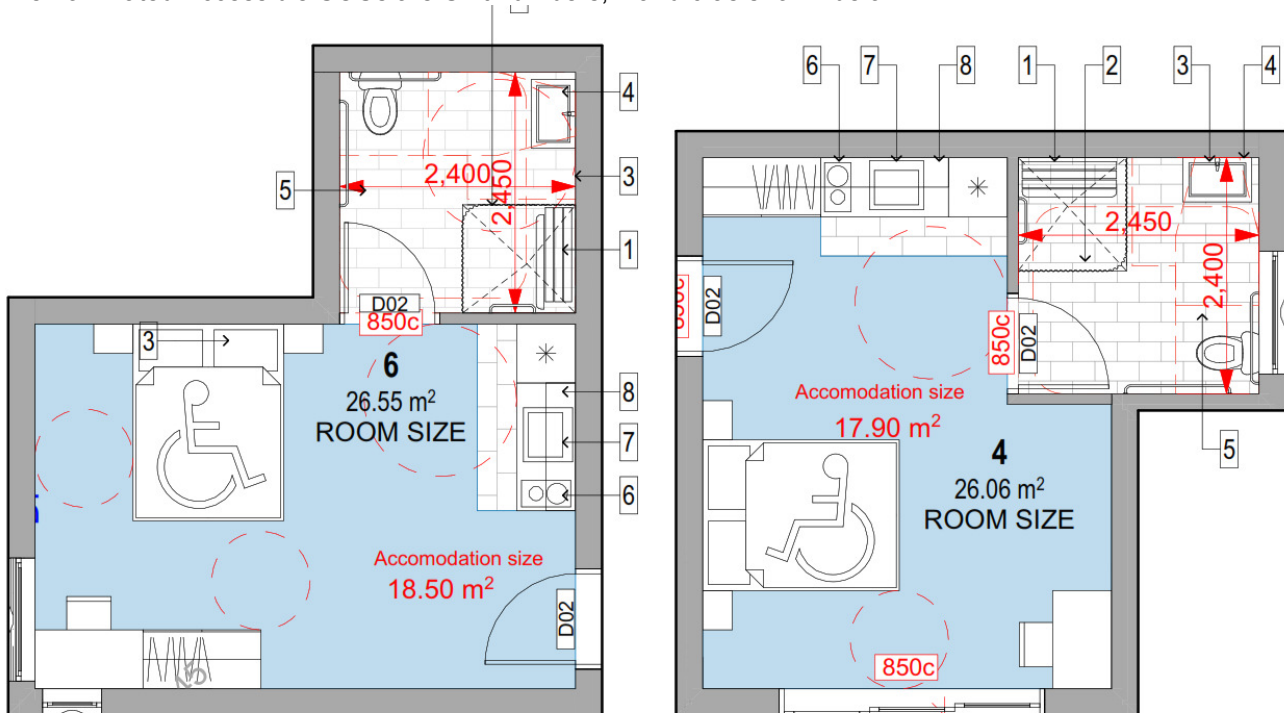 4
3
5
2,400
2,450
1
D02
850c
3
6
26.55 m²
ROOM SIZE
8
7
6
Accomodation size
18.50 m²
D02
6
7
8
1
2
3
4
2,450
2,400
D02
850c
D02
Accomodation size
17.90 m²
4
26.06 m²
ROOM SIZE
5
850c